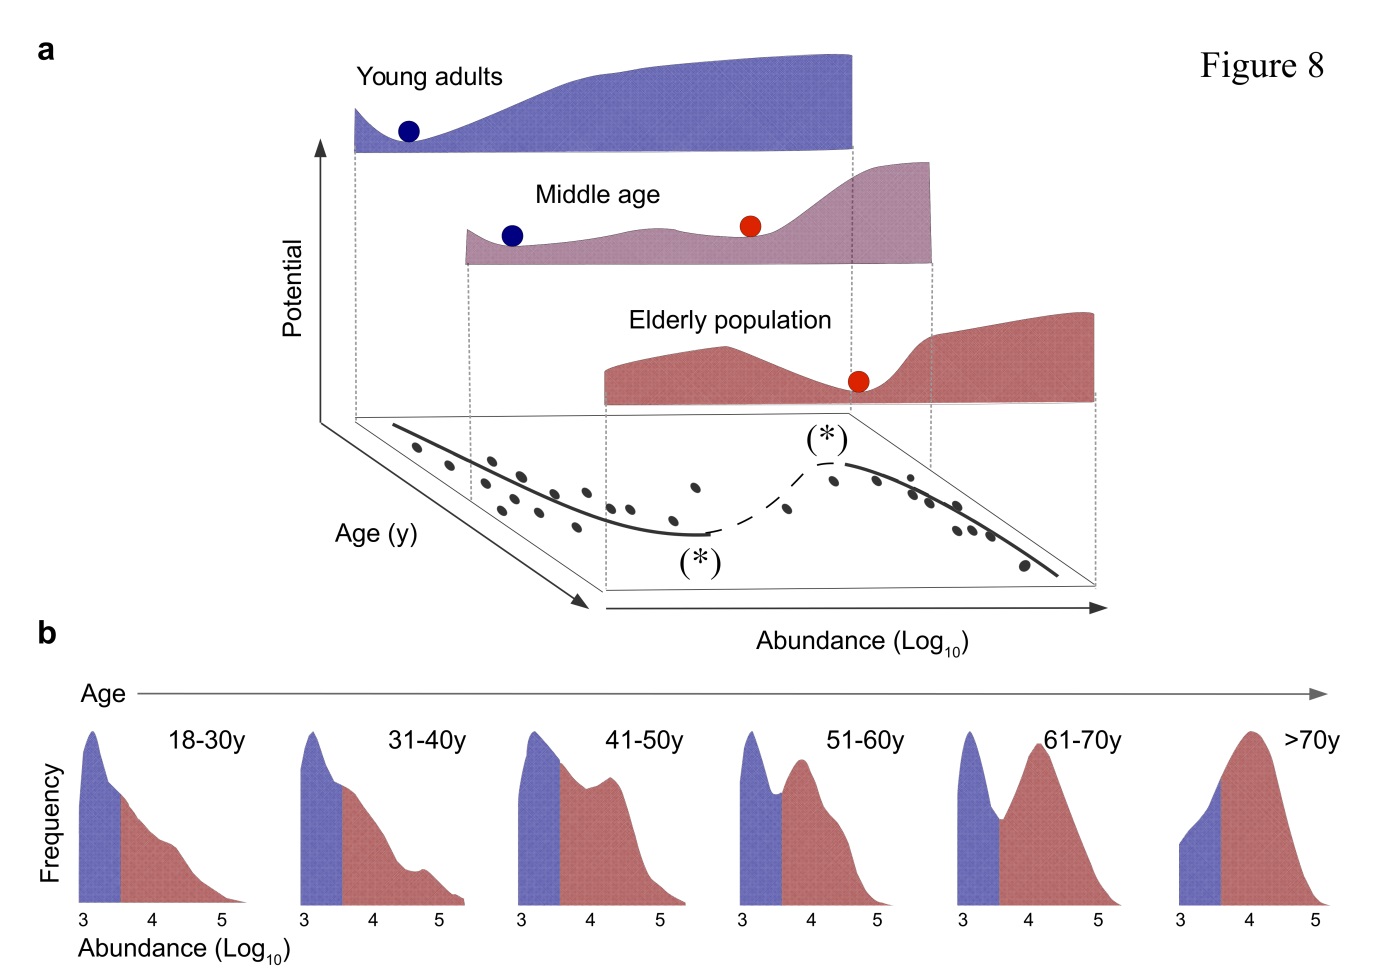 a
Figure 8
Young adults
Middle age
Elderly population
Potential
(*)
(*)
Age (y)
Abundance (Log10)
b
Age
18-30y
31-40y
41-50y
51-60y
61-70y
>70y
Frequency
3 4 5
3 4 5
3 4 5
3 4 5
3 4 5
3 4 5
Abundance (Log10)